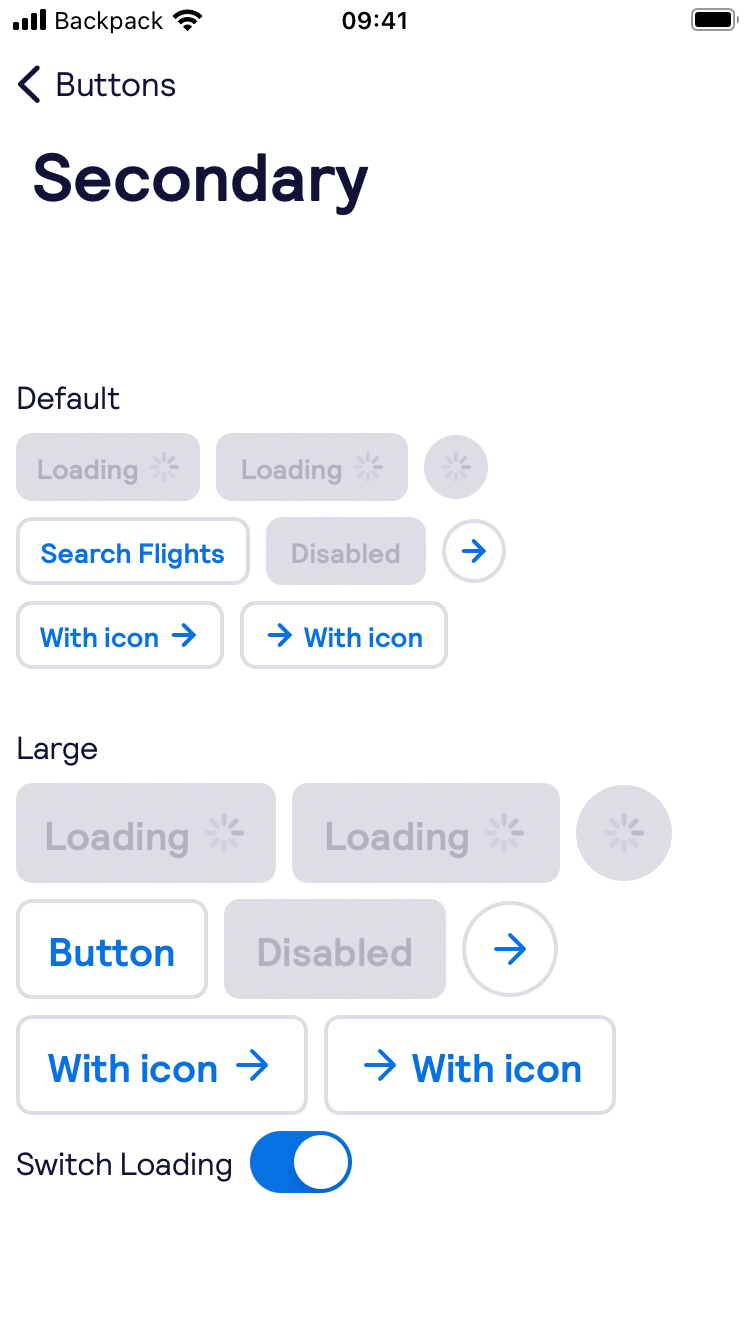 Backpack 09:41
Buttons
Secondary
Default
Loading Loading
Search Flights Disabled
With icon With icon
Large
Loading Loading
Button Disabled
With icon With icon
Switch Loading